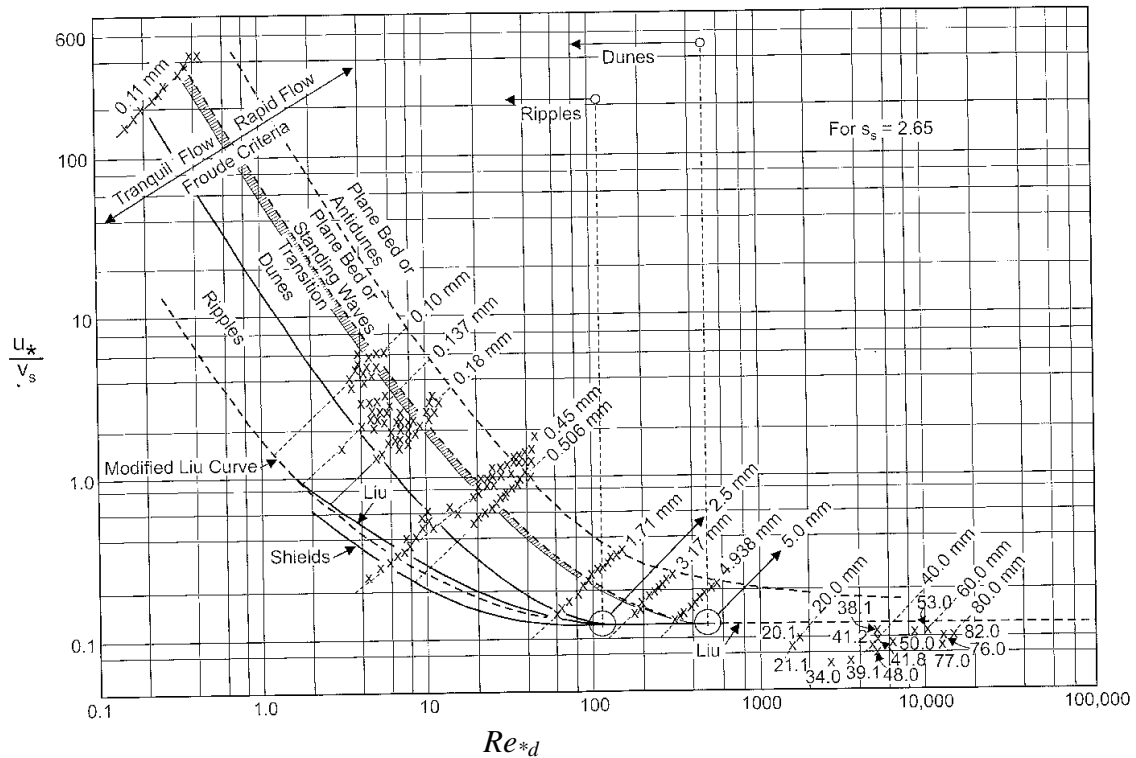 600
100
10
1.0
0.1
u*
vs
0.1
1.0
10
100
1000
10,000
100,000
Re*d
0.11 mm
Rapid Flow
Tranquil Flow
Froude Criteria
Dunes
Ripples
For ss = 2.65
Plane Bed or
Antidunes
Plane Bed or
Standing Waves
Transition
Dunes
Ripples
0.10 mm
0.137 mm
0.18 mm
0.45 mm
0.506 mm
Modified Liu Curve
Liu
Shields
1.71 mm
2.5 mm
3.17 mm
4.938 mm
5.0 mm
Liu
20.0 mm
40.0 mm
60.0 mm
80.0 mm
38.1
53.0
20.1
41.2
50.0
82.0
76.0
21.1
34.0
39.1
48.0
41.8
77.0